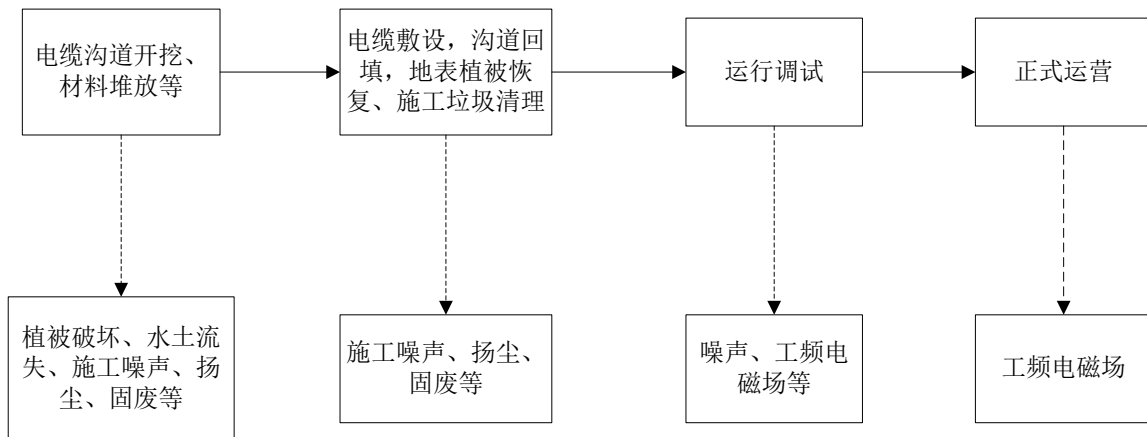 电缆沟道开挖、
材料堆放等
电缆敷设，沟道回
填，地表植被恢
复、施工垃圾清理
运行调试
正式运营
植被破坏、水土流
失、施工噪声、扬
尘、固废等
施工噪声、扬尘、
固废等
噪声、工频电
磁场等
工频电磁场